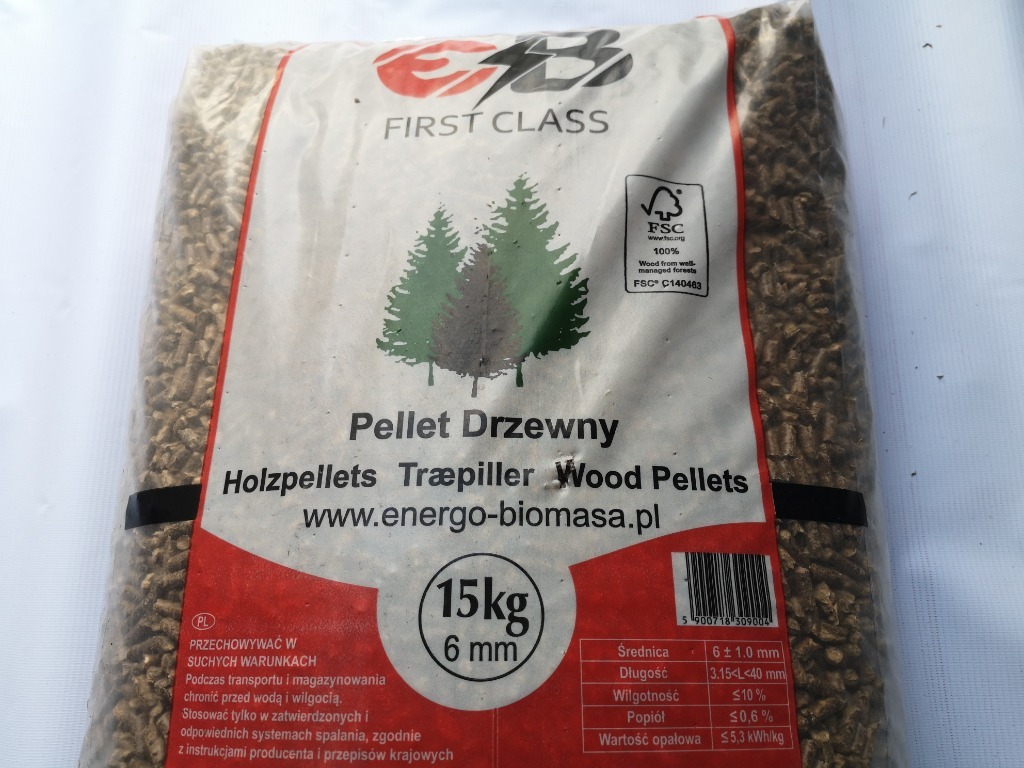 EB
FIRST CLASS
FSC
www.fsc.org
100%
Wood from well-
managed forests
FSC® C140463
Pellet Drzewny
Holzpellets Træpiller Wood Pellets
www.energo-biomasa.pl
15kg
6 mm
5 900718 309004
PL
PRZECHOWYWAĆ W
SUCHYCH WARUNKACH
Podczas transportu i magazynowania
chronić przed wodą i wilgocią.
Stosować tylko w zatwierdzonych i
odpowiednich systemach spalania, zgodnie
z instrukcjami producenta i przepisów krajowych
Średnica 6 ± 1.0 mm
Długość 3.15<L<40 mm
Wilgotność ≤10 %
Popiół ≤0,6 %
Wartość opałowa ≤5,3 kWh/kg